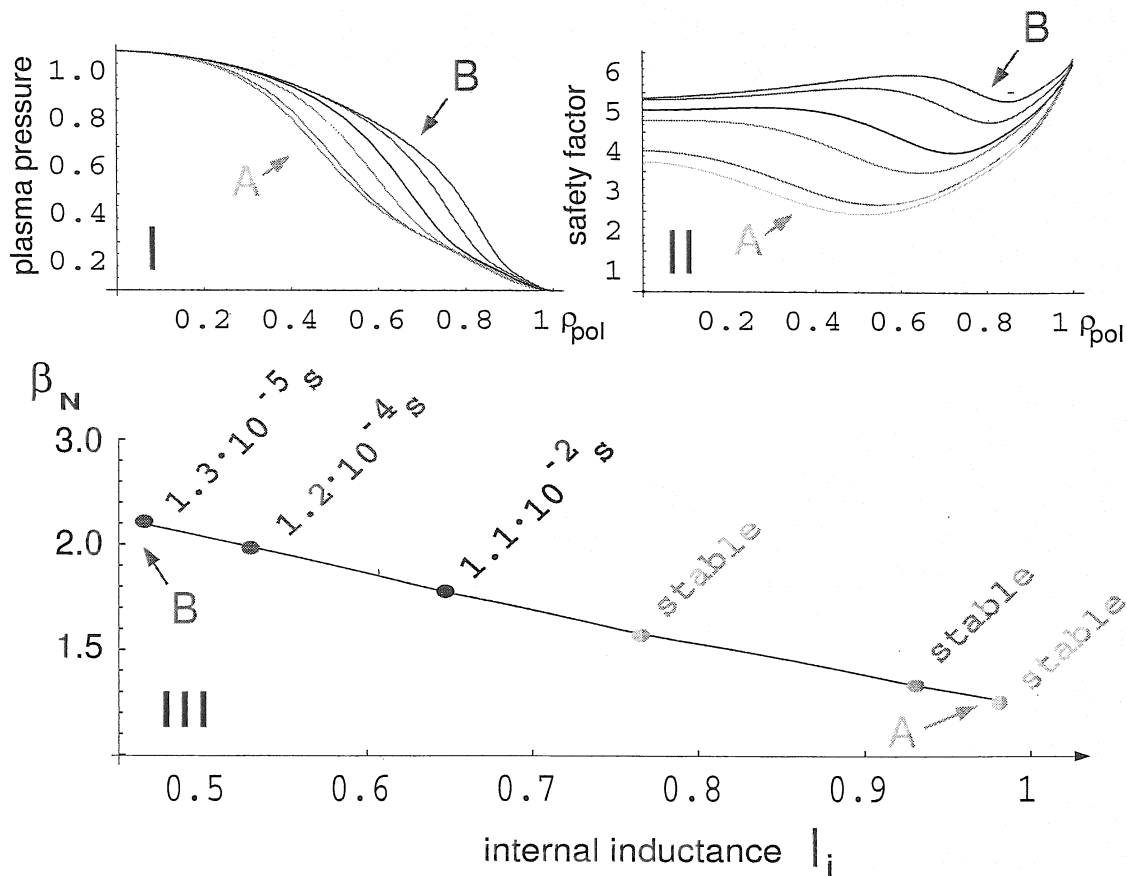 plasma pressure
1.0
0.8
0.6
0.4
0.2
A
B
I
0.2 0.4 0.6 0.8 1 ρpol
safety factor
6
5
4
3
2
1
A
B
II
0.2 0.4 0.6 0.8 1 ρpol
βN
3.0
2.0
1.5
1.3·10-5 s
1.2·10-4 s
1.1·10-2 s
stable
stable
stable
B
A
III
0.5 0.6 0.7 0.8 0.9 1
internal inductance li